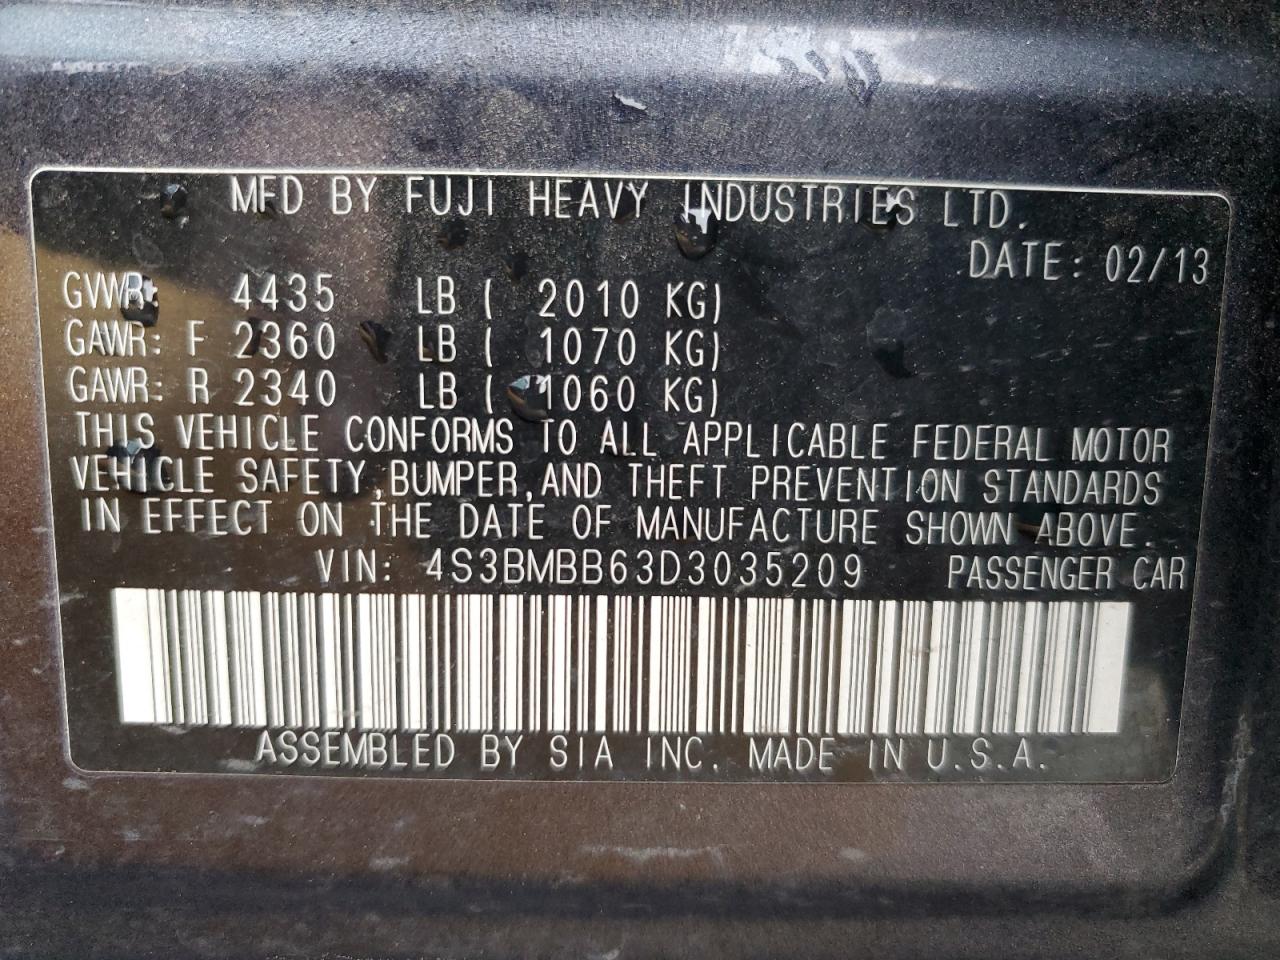 MFD BY FUJI HEAVY INDUSTRIES LTD.
DATE: 02/13
GVWR: 4435 LB ( 2010 KG)
GAWR: F 2360 LB ( 1070 KG)
GAWR: R 2340 LB ( 1060 KG)
THIS VEHICLE CONFORMS TO ALL APPLICABLE FEDERAL MOTOR
VEHICLE SAFETY,BUMPER,AND THEFT PREVENTION STANDARDS
IN EFFECT ON THE DATE OF MANUFACTURE SHOWN ABOVE.
VIN: 4S3BMBB63D3035209 PASSENGER CAR
ASSEMBLED BY SIA INC. MADE IN U.S.A.